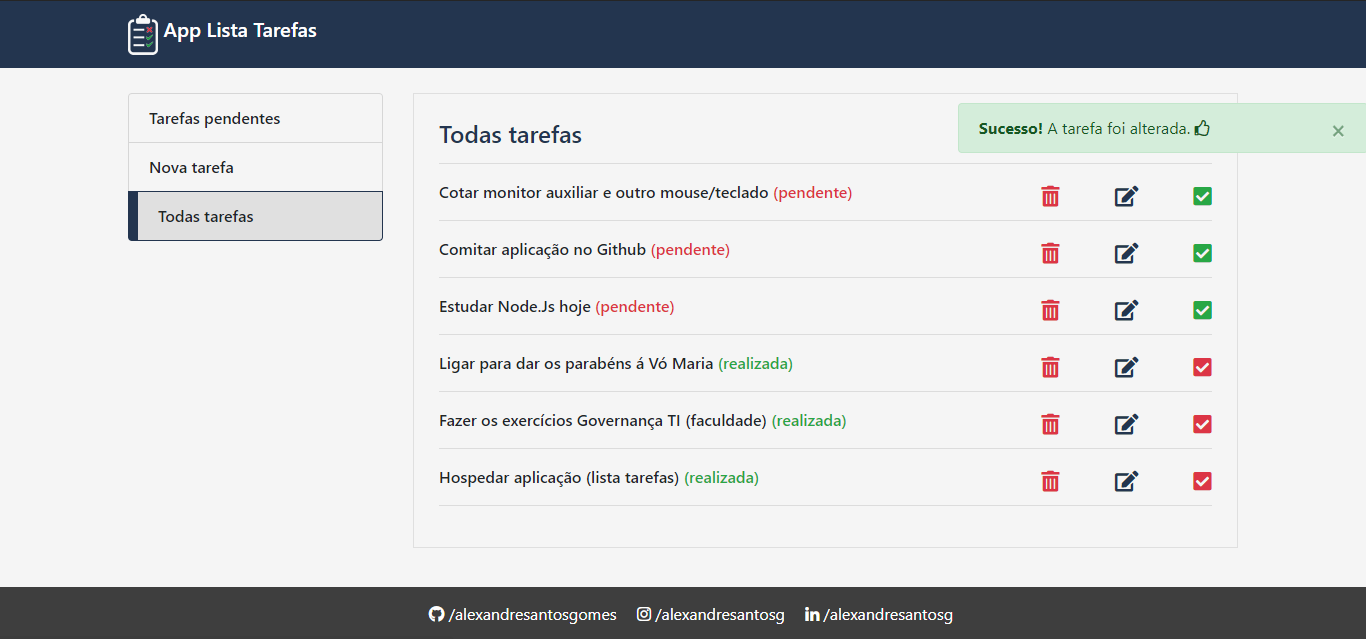 App Lista Tarefas
Tarefas pendentes
Nova tarefa
Todas tarefas
Todas tarefas
Sucesso! A tarefa foi alterada.
Cotar monitor auxiliar e outro mouse/teclado (pendente)
Comitar aplicação no Github (pendente)
Estudar Node.Js hoje (pendente)
Ligar para dar os parabéns á Vó Maria (realizada)
Fazer os exercícios Governança TI (faculdade) (realizada)
Hospedar aplicação (lista tarefas) (realizada)
/alexandresantosgomes /alexandresantosg /alexandresantosg